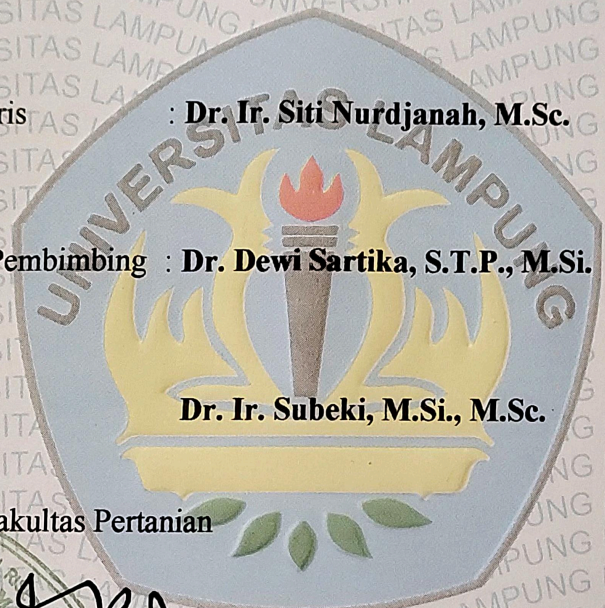 ris : Dr. Ir. Siti Nurdjanah, M.Sc.
UNIVERSITAS LAMPUNG
Pembimbing : Dr. Dewi Sartika, S.T.P., M.Si.
Dr. Ir. Subeki, M.Si., M.Sc.
akultas Pertanian